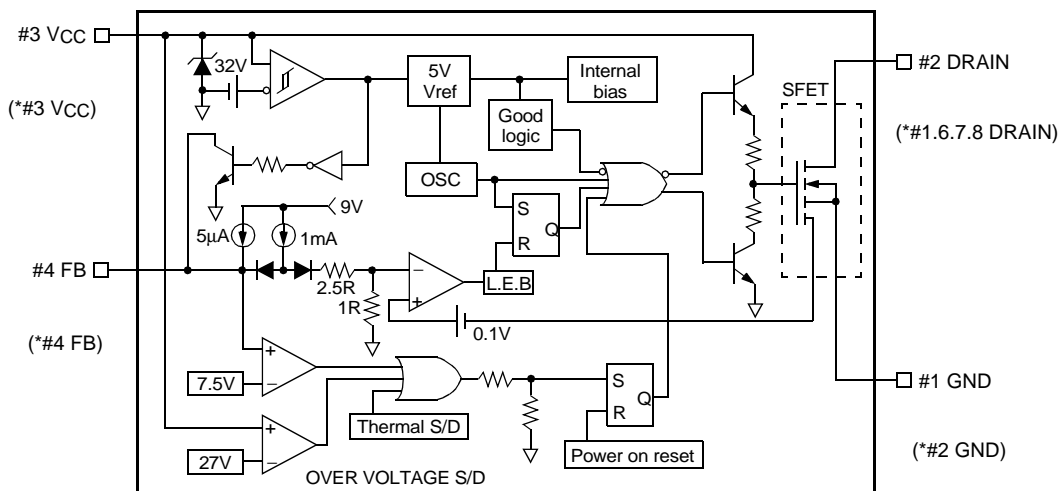 #3 VCC
32V
5V
Vref
Internal
bias
#2 DRAIN
SFET
(*#3 VCC)
Good
logic
(*#1.6.7.8 DRAIN)
OSC
9V
S
Q
R
5μA
1mA
#4 FB
−
+
L.E.B
2.5R
1R
0.1V
(*#4 FB)
+
−
7.5V
S
Q
R
#1 GND
Thermal S/D
+
−
27V
Power on reset
(*#2 GND)
OVER VOLTAGE S/D